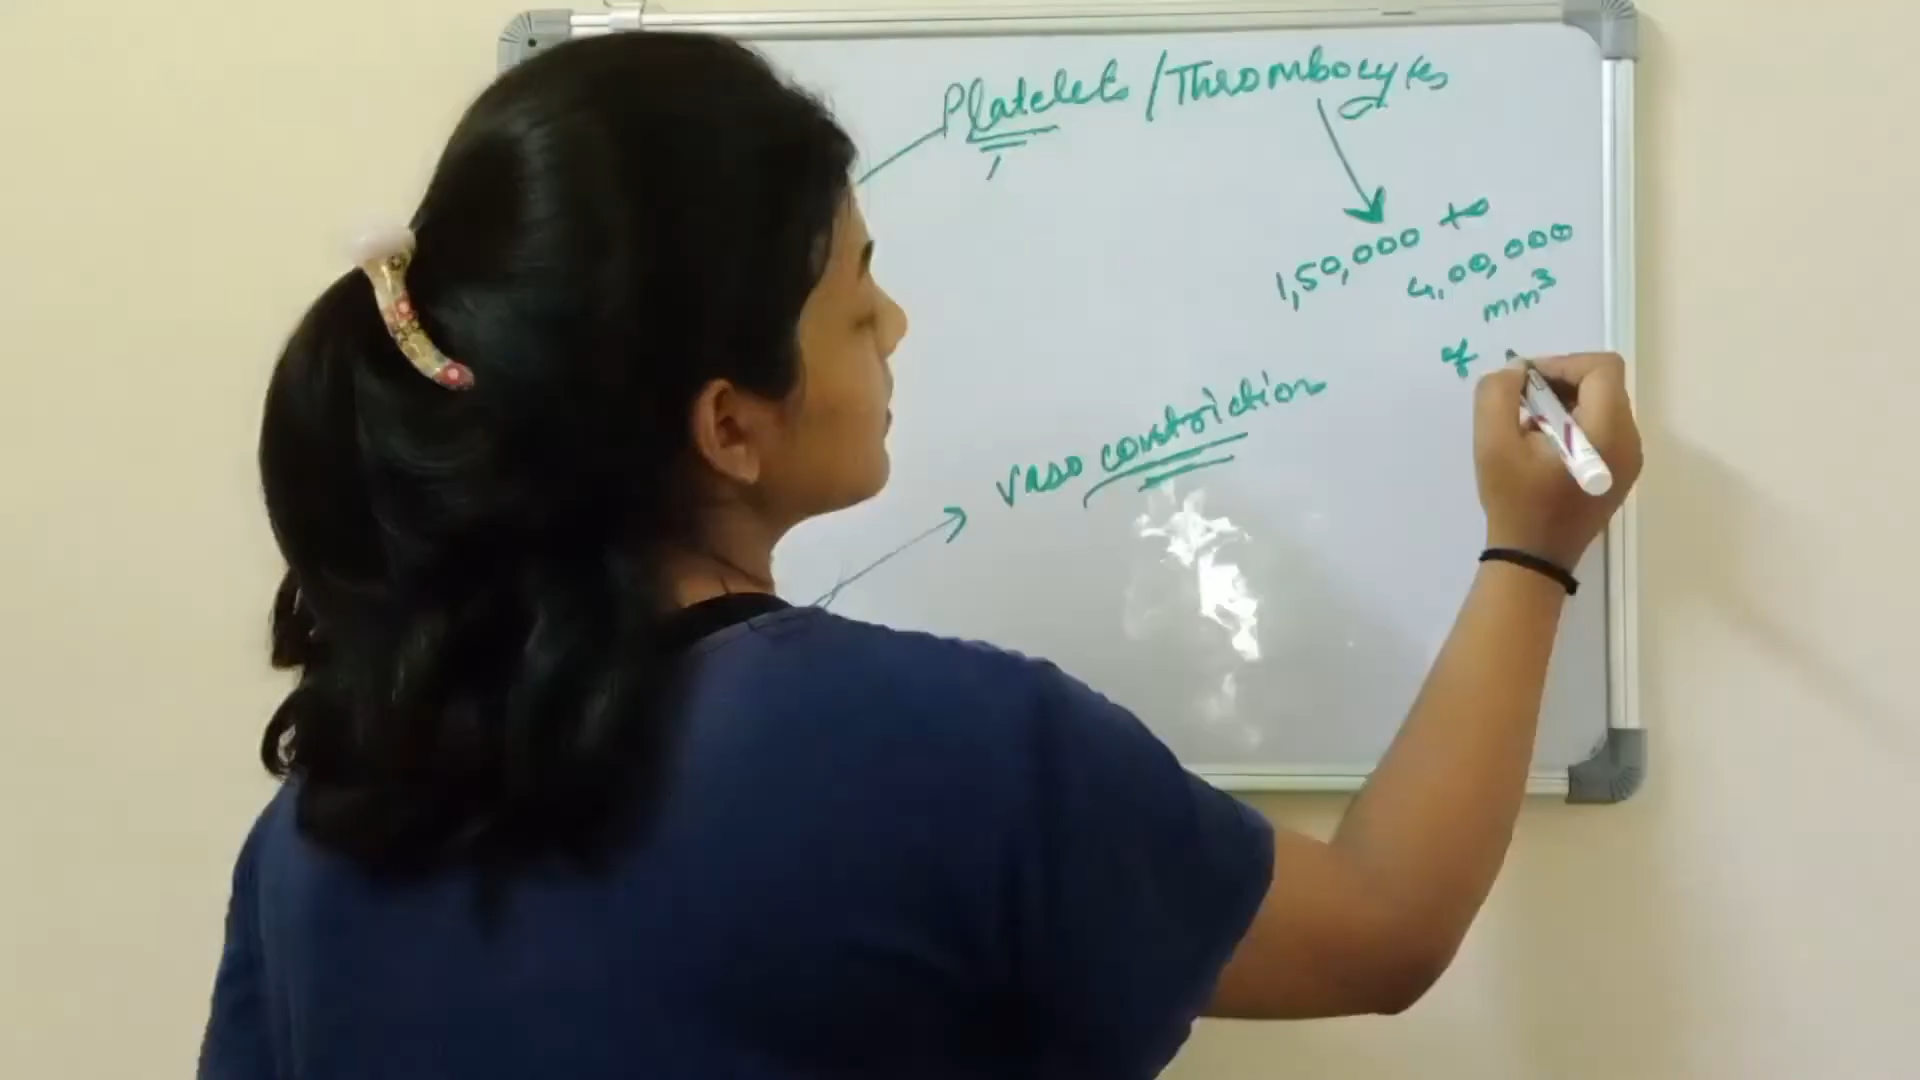 Platelets / Thrombocytes
1,50,000 to
4,00,000
mm³
of
vaso constriction